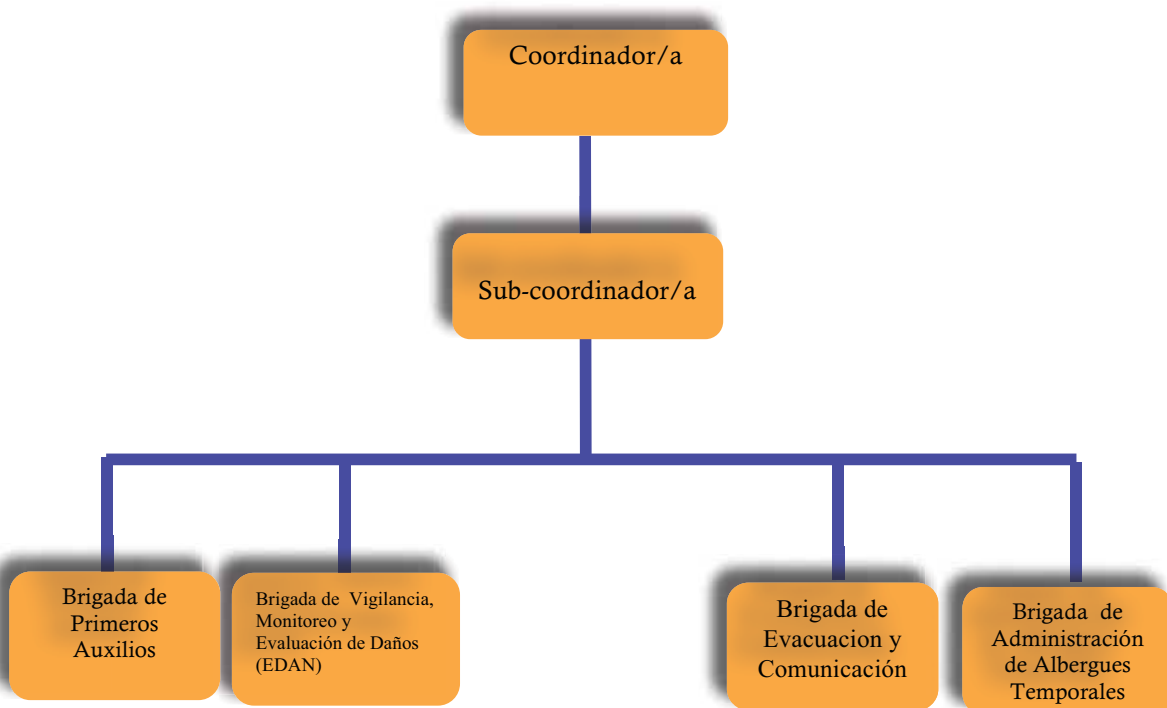 Coordinador/a
Sub-coordinador/a
Brigada de
Primeros
Auxilios
Brigada de Vigilancia,
Monitoreo y
Evaluación de Daños
(EDAN)
Brigada de
Evacuacion y
Comunicación
Brigada de
Administración
de Albergues
Temporales